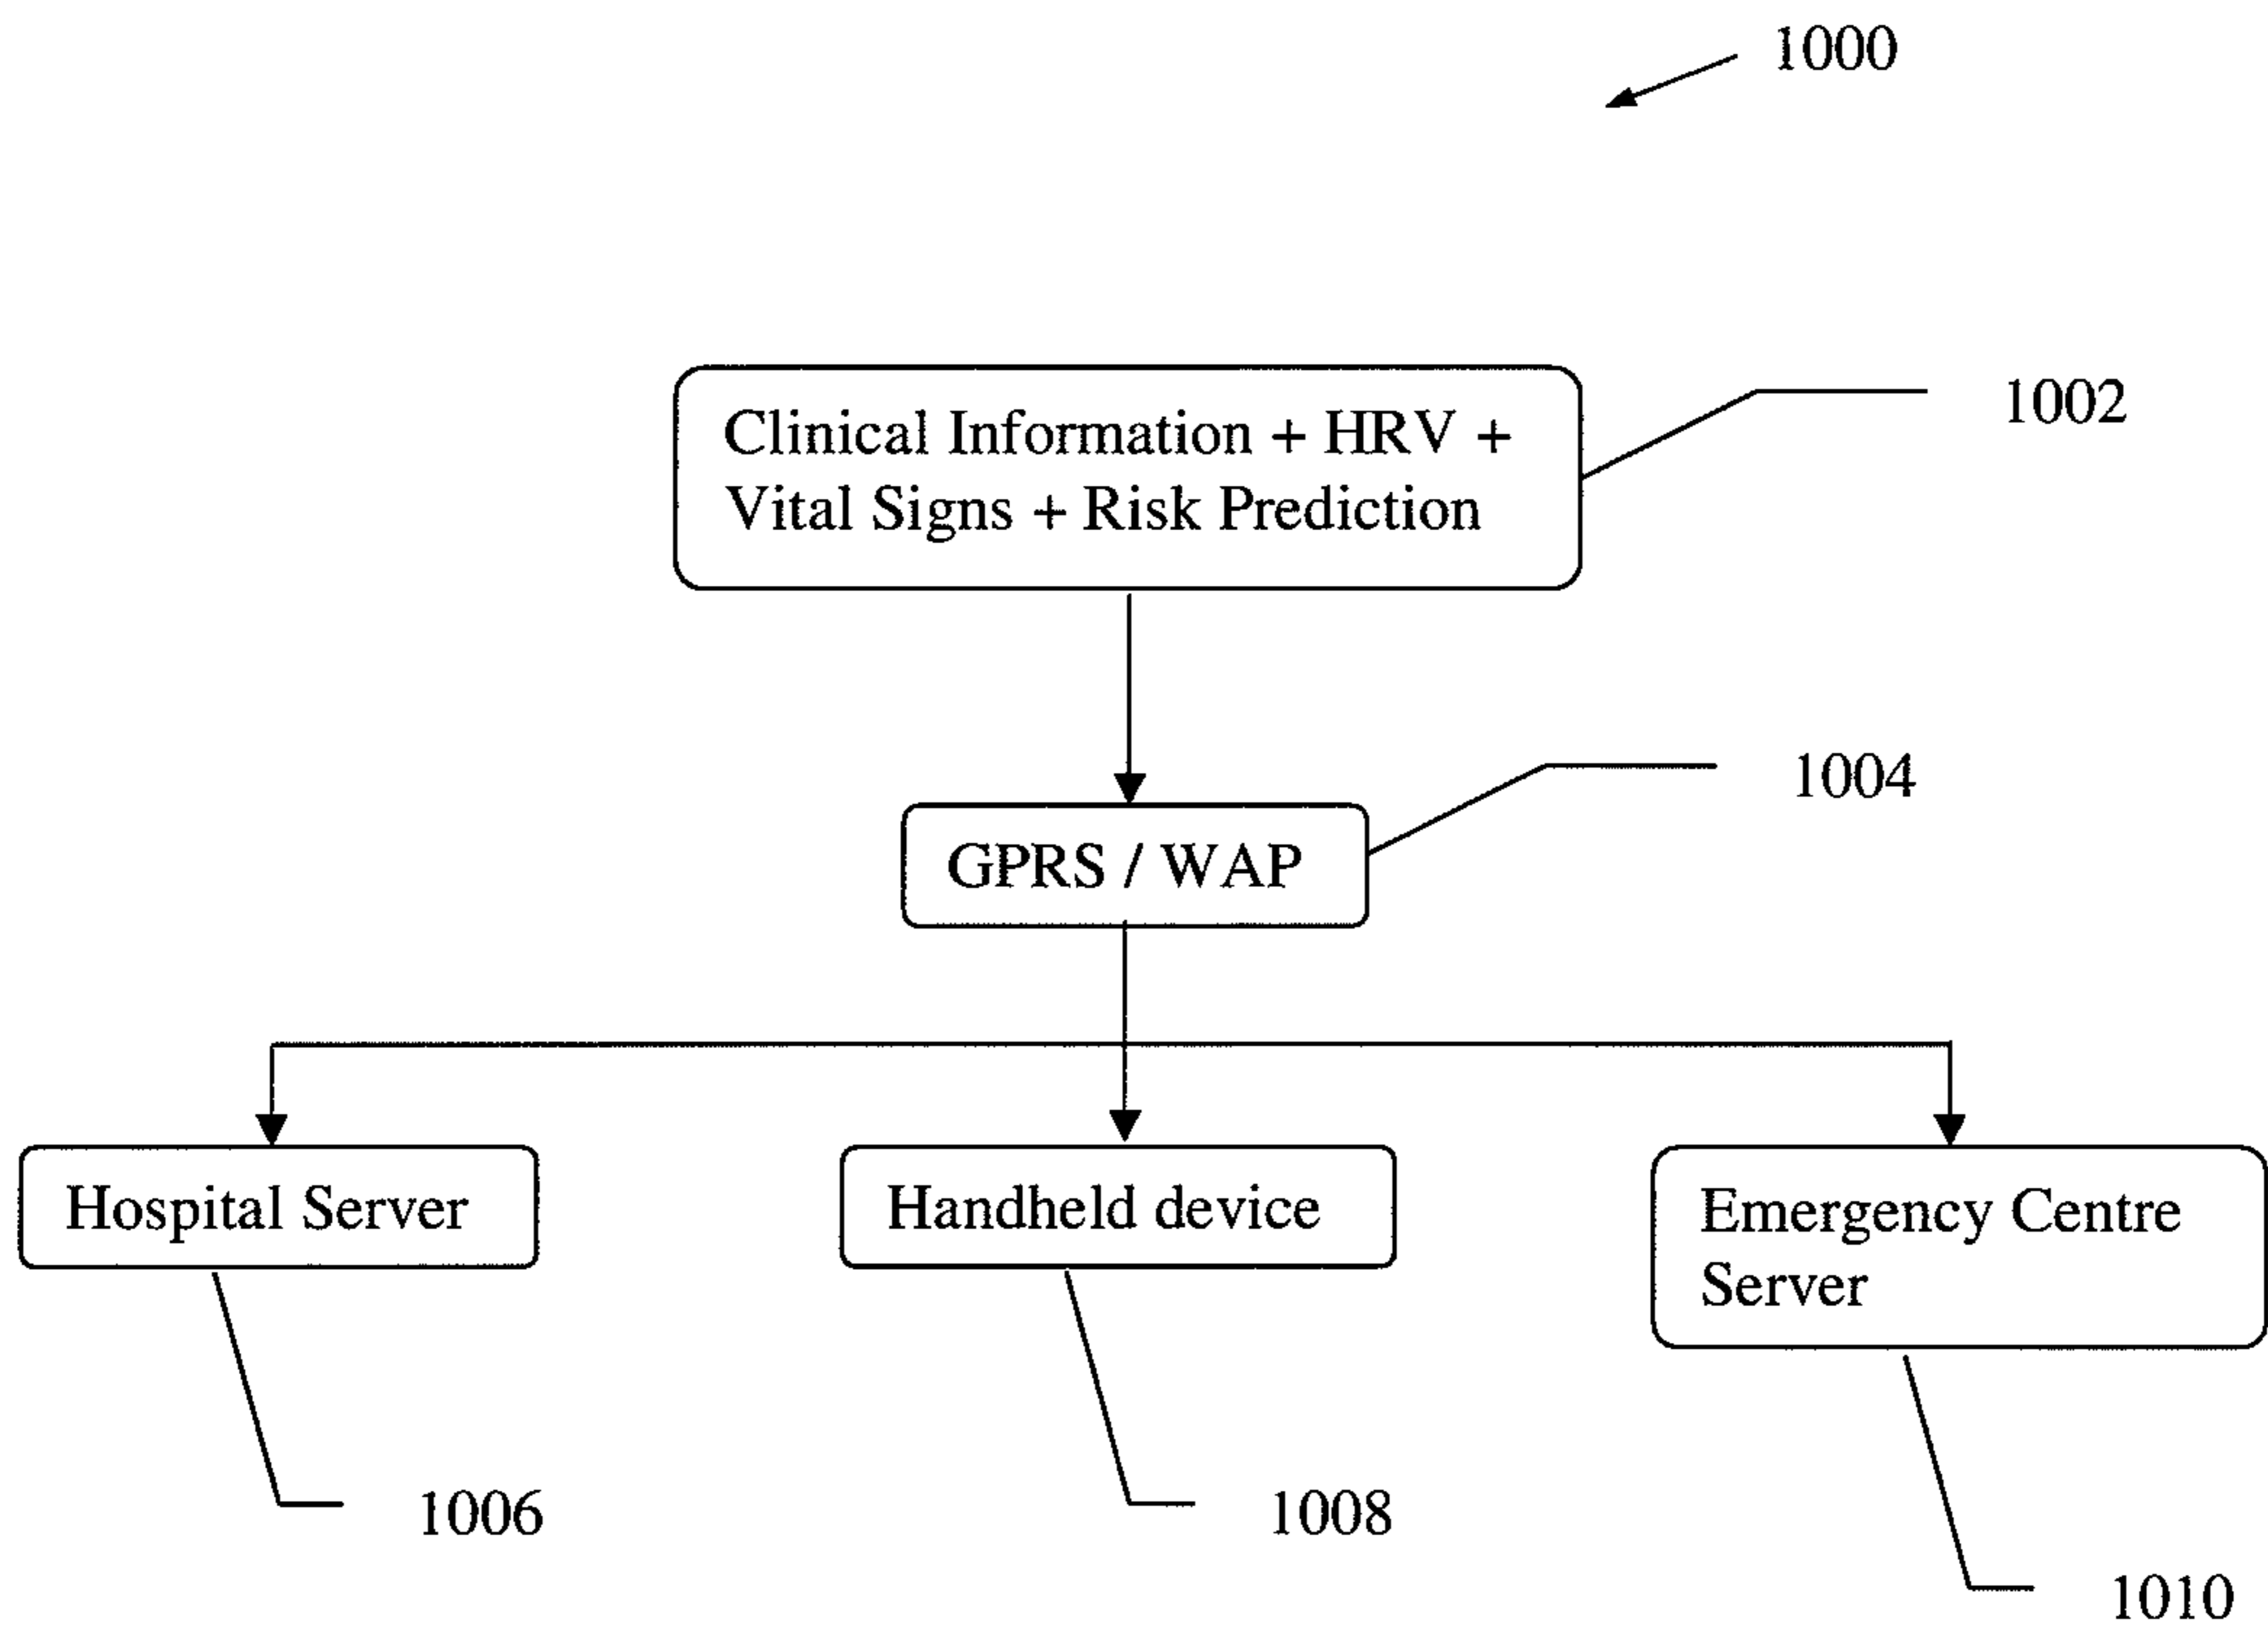 1000
Clinical Information + HRV +
Vital Signs + Risk Prediction
1002
GPRS / WAP
1004
Hospital Server
Handheld device
Emergency Centre
Server
1006
1008
1010